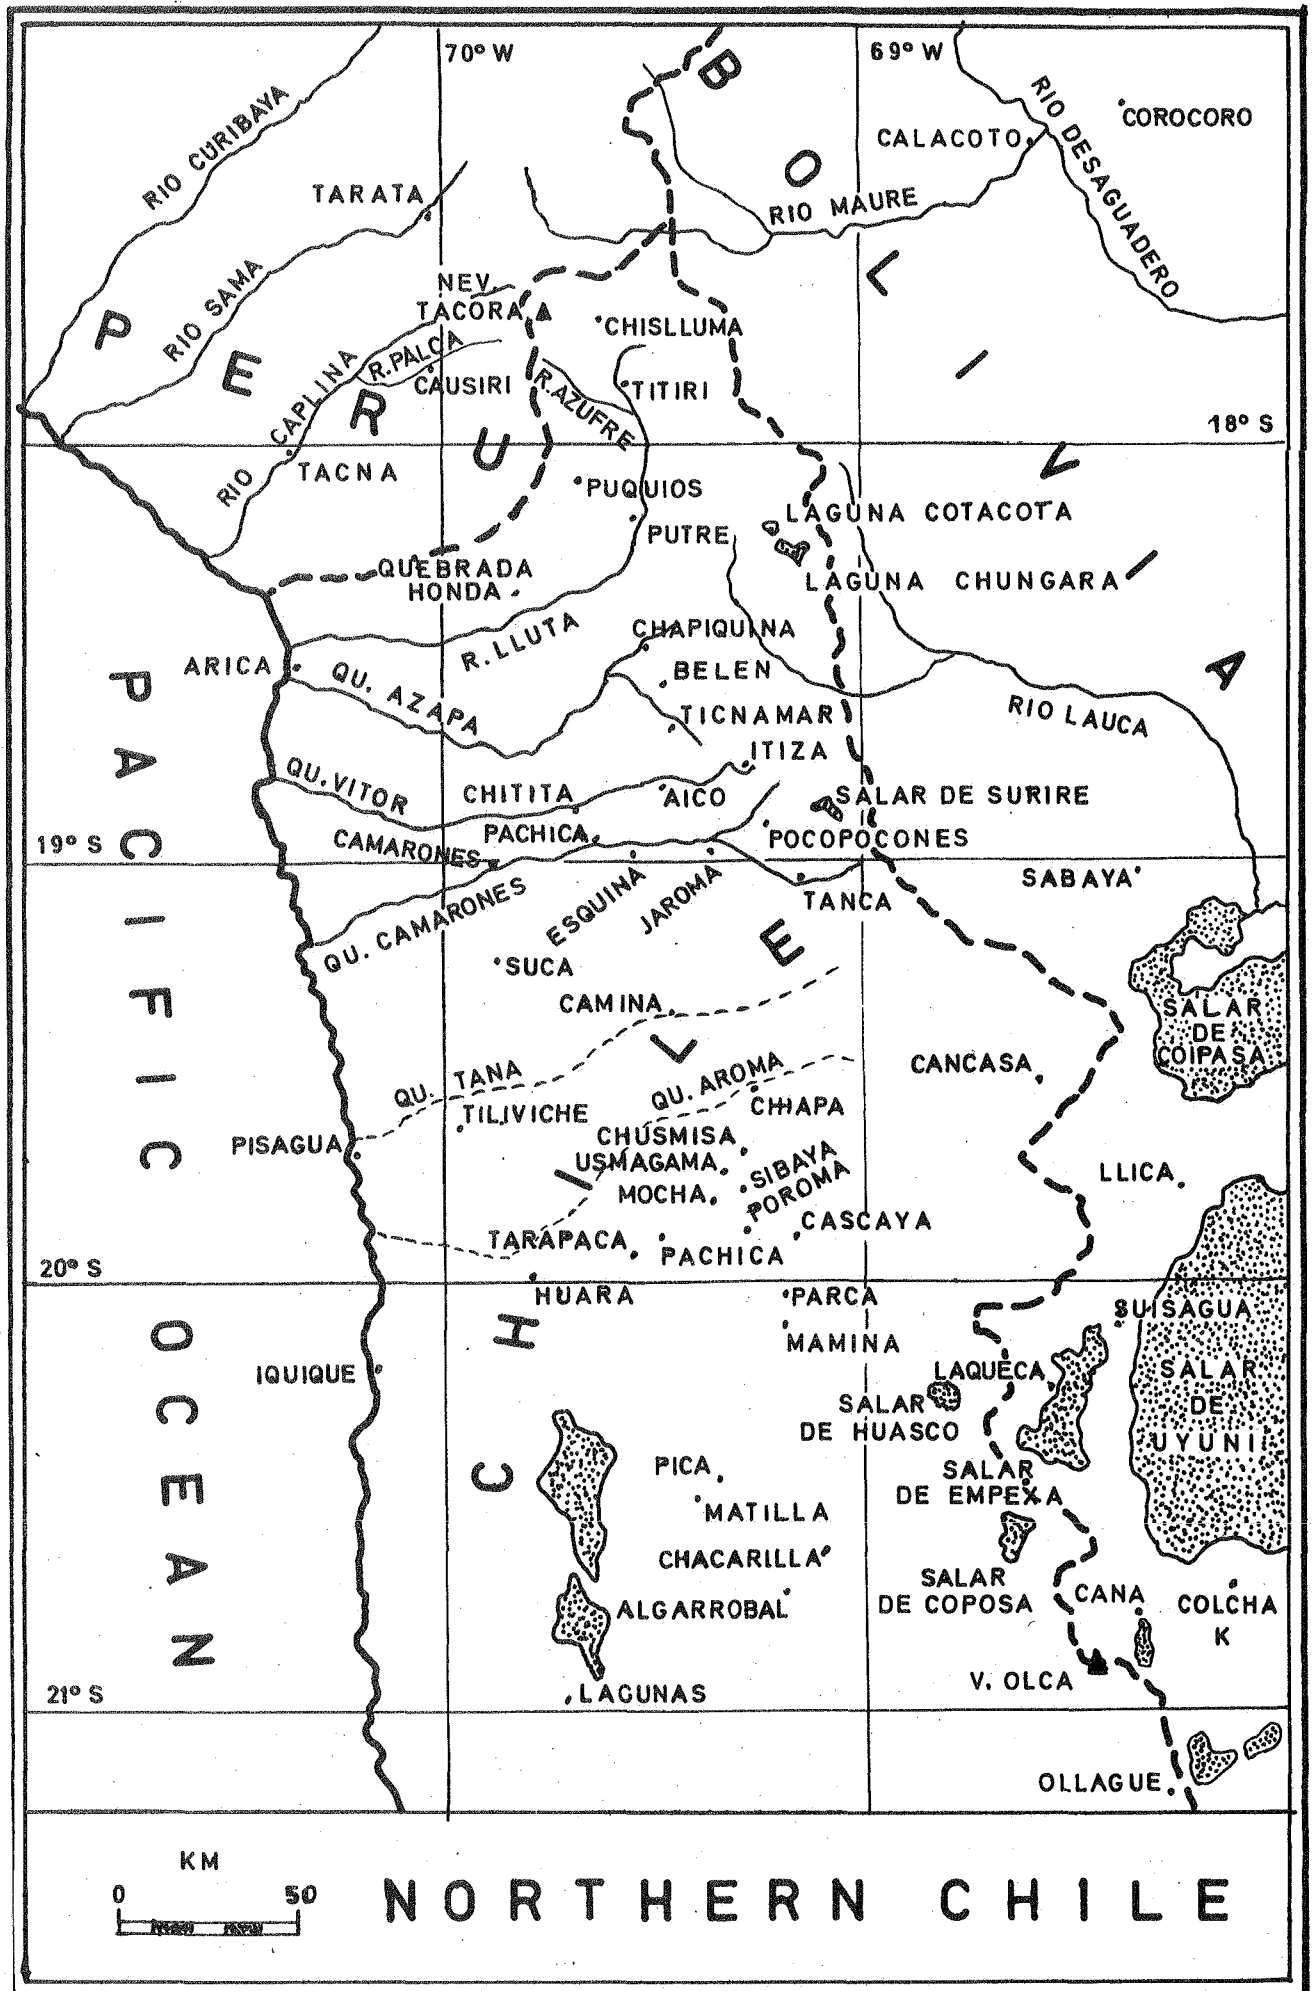 70° W
69° W
BOLIVIA
RIO CURIBAYA
RIO DESAGUADERO
COROCORO
CALACOTO
TARATA
RIO MAURE
RIO SAMA
NEV.
TACORA
CHISLLUMA
PERU
R. PALCA
CAUSIRI
R. AZUFRE
TITIRI
RIO CAPLINA
18° S
TACNA
PUQUIOS
LAGUNA COTACOTA
PUTRE
QUEBRADA
HONDA
LAGUNA CHUNGARA
R. LLUTA
CHAPIQUINA
ARICA
BELEN
QU. AZAPA
TICNAMAR
RIO LAUCA
ITIZA
QU. VITOR
CHITITA
AICO
SALAR DE SURIRE
PACHICA
POCOPOCONES
CAMARONES
19° S
SABAYA
TANCA
ESQUINA
JAROMA
QU. CAMARONES
PACIFIC OCEAN
SUCA
CAMINA
SALAR
DE
COIPASA
CHILE
CANCASA
QU. TANA
QU. AROMA
TILIVICHE
CHIAPA
CHUSMISA
PISAGUA
USMAGAMA
SIBAYA
LLICA
MOCHA
POROMA
CASCAYA
TARAPACA
PACHICA
20° S
HUARA
PARCA
SUISAGUA
MAMINA
IQUIQUE
LAQUECA
SALAR
DE
UYUNI
SALAR
DE HUASCO
PICA
SALAR
DE EMPEXA
MATILLA
CHACARILLA
SALAR
DE COPOSA
CANA
COLCHA
K
ALGARROBAL
V. OLCA
LAGUNAS
21° S
OLLAGUE
KM
0 50
NORTHERN CHILE